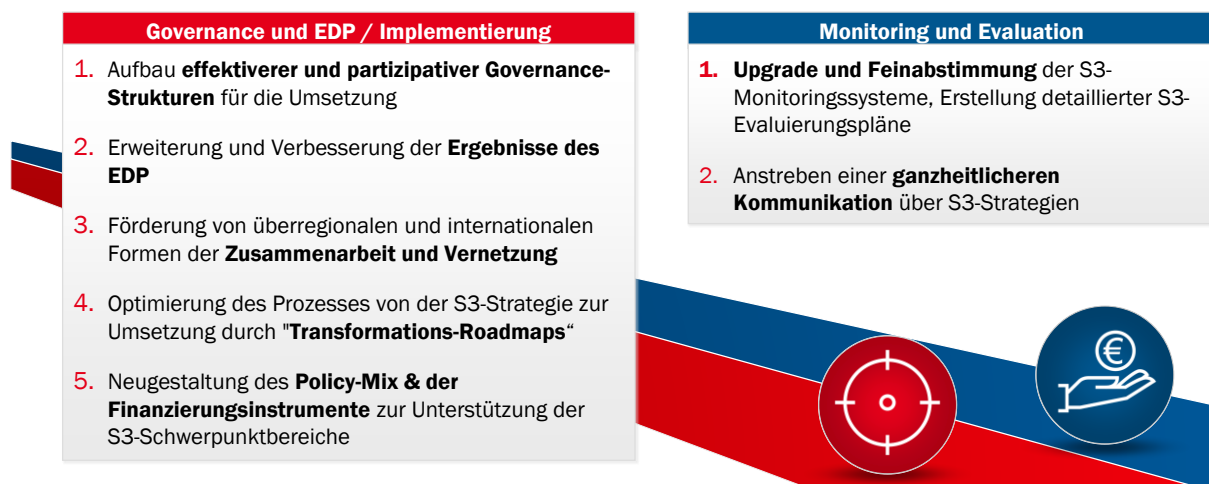 Governance und EDP / Implementierung
1. Aufbau effektiverer und partizipativer Governance-
Strukturen für die Umsetzung
2. Erweiterung und Verbesserung der Ergebnisse des
EDP
3. Förderung von überregionalen und internationalen
Formen der Zusammenarbeit und Vernetzung
4. Optimierung des Prozesses von der S3-Strategie zur
Umsetzung durch "Transformations-Roadmaps“
5. Neugestaltung des Policy-Mix & der
Finanzierungsinstrumente zur Unterstützung der
S3-Schwerpunktbereiche
Monitoring und Evaluation
1. Upgrade und Feinabstimmung der S3-
Monitoringssysteme, Erstellung detaillierter S3-
Evaluierungspläne
2. Anstreben einer ganzheitlicheren
Kommunikation über S3-Strategien
€